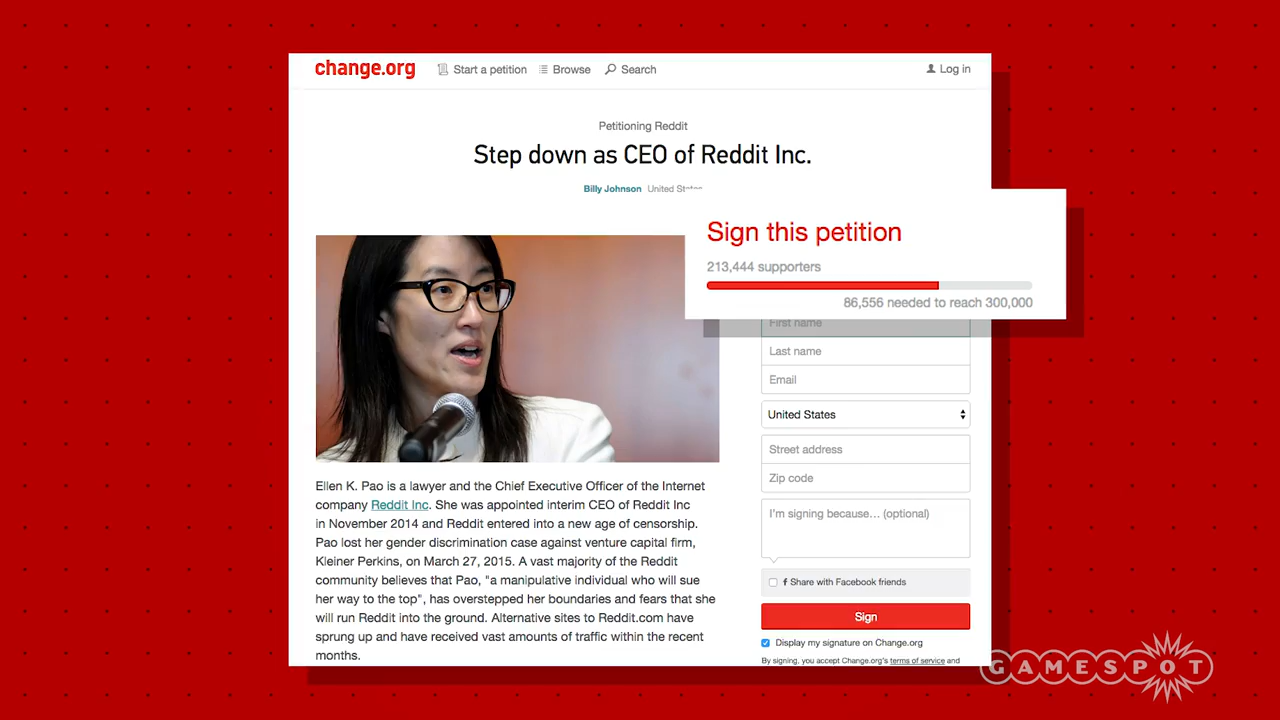 change.org Start a petition Browse Search Log in
Petitioning Reddit
Step down as CEO of Reddit Inc.
Billy Johnson United States
Sign this petition
213,444 supporters
86,556 needed to reach 300,000
First name
Last name
Email
United States
Street address
Zip code
I'm signing because... (optional)
f Share with Facebook friends
Sign
Display my signature on Change.org
By signing, you accept Change.org's terms of service and
Ellen K. Pao is a lawyer and the Chief Executive Officer of the Internet
company Reddit Inc. She was appointed interim CEO of Reddit Inc
in November 2014 and Reddit entered into a new age of censorship.
Pao lost her gender discrimination case against venture capital firm,
Kleiner Perkins, on March 27, 2015. A vast majority of the Reddit
community believes that Pao, "a manipulative individual who will sue
her way to the top", has overstepped her boundaries and fears that she
will run Reddit into the ground. Alternative sites to Reddit.com have
sprung up and have received vast amounts of traffic within the recent
months.
GAMESPOT